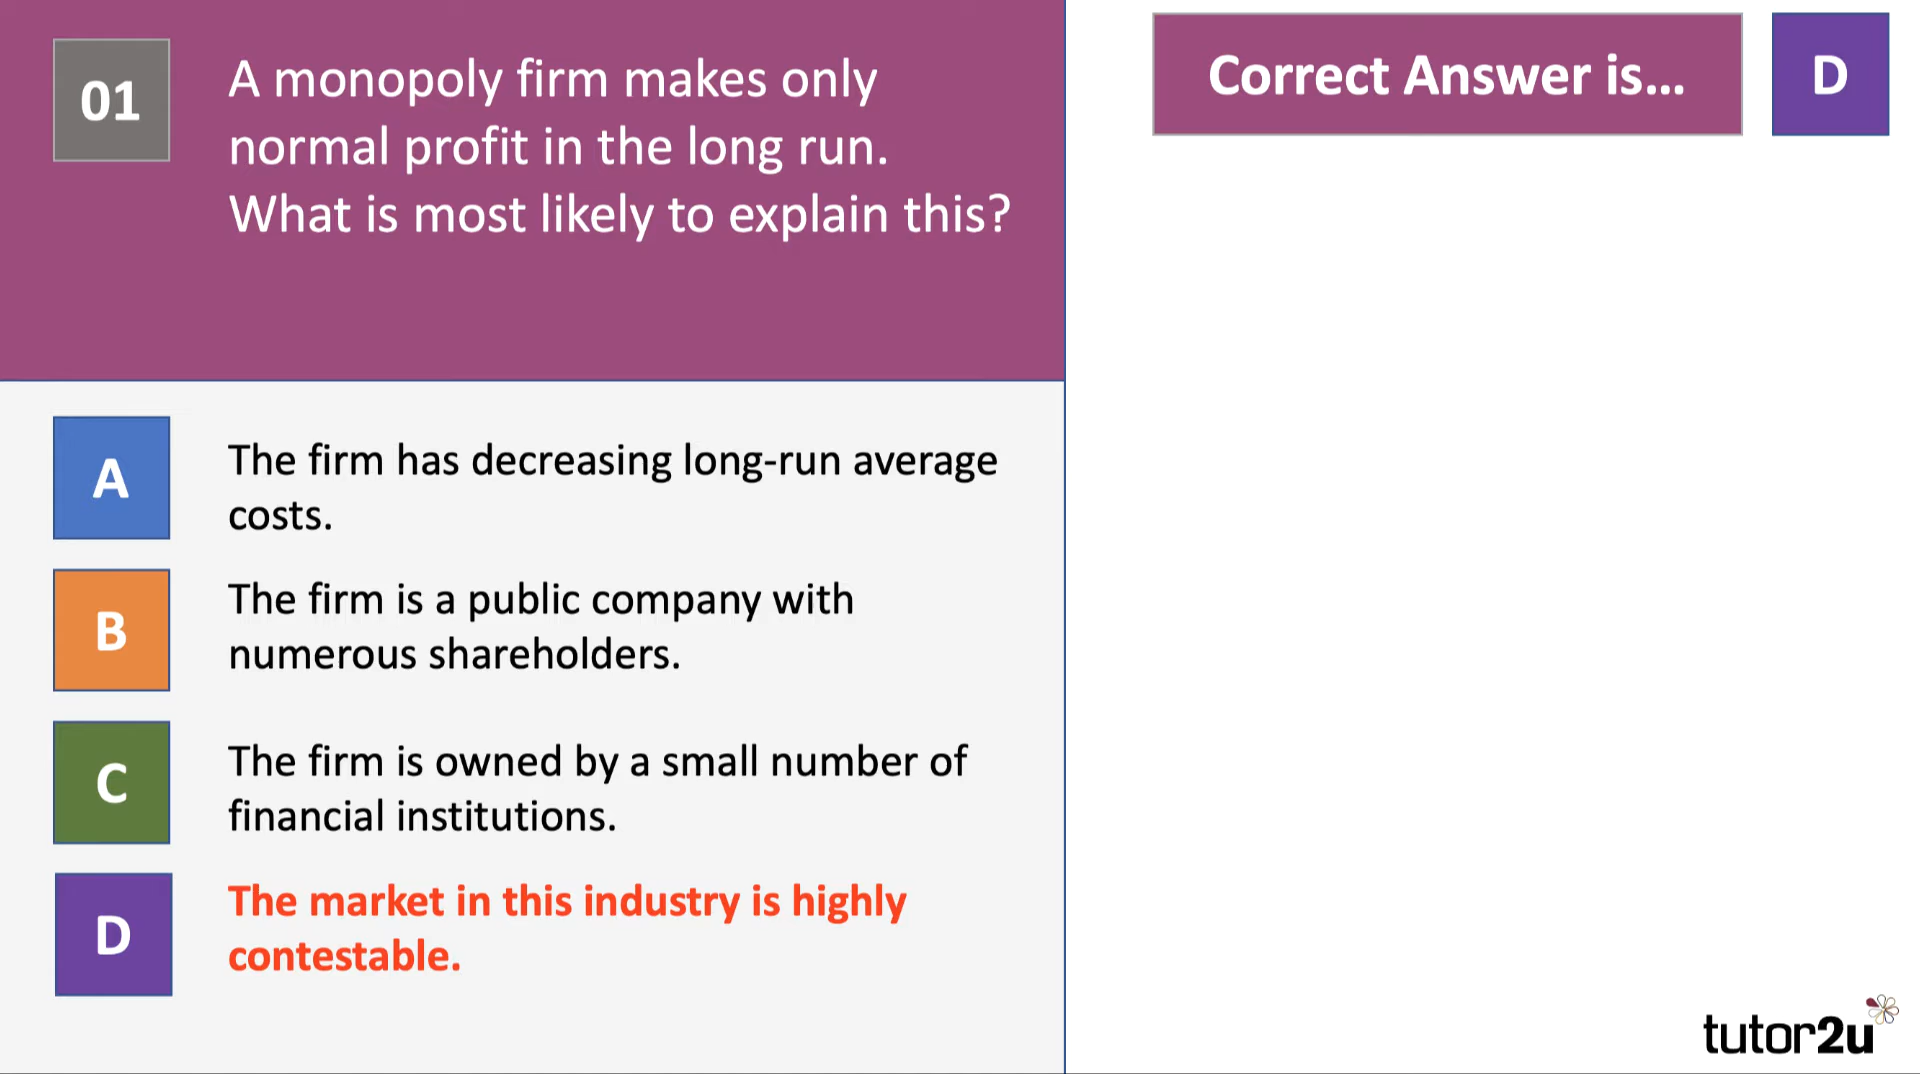 01
A monopoly firm makes only
normal profit in the long run.
What is most likely to explain this?
A
The firm has decreasing long-run average
costs.
B
The firm is a public company with
numerous shareholders.
C
The firm is owned by a small number of
financial institutions.
D
The market in this industry is highly
contestable.
Correct Answer is...
D
tutor2u